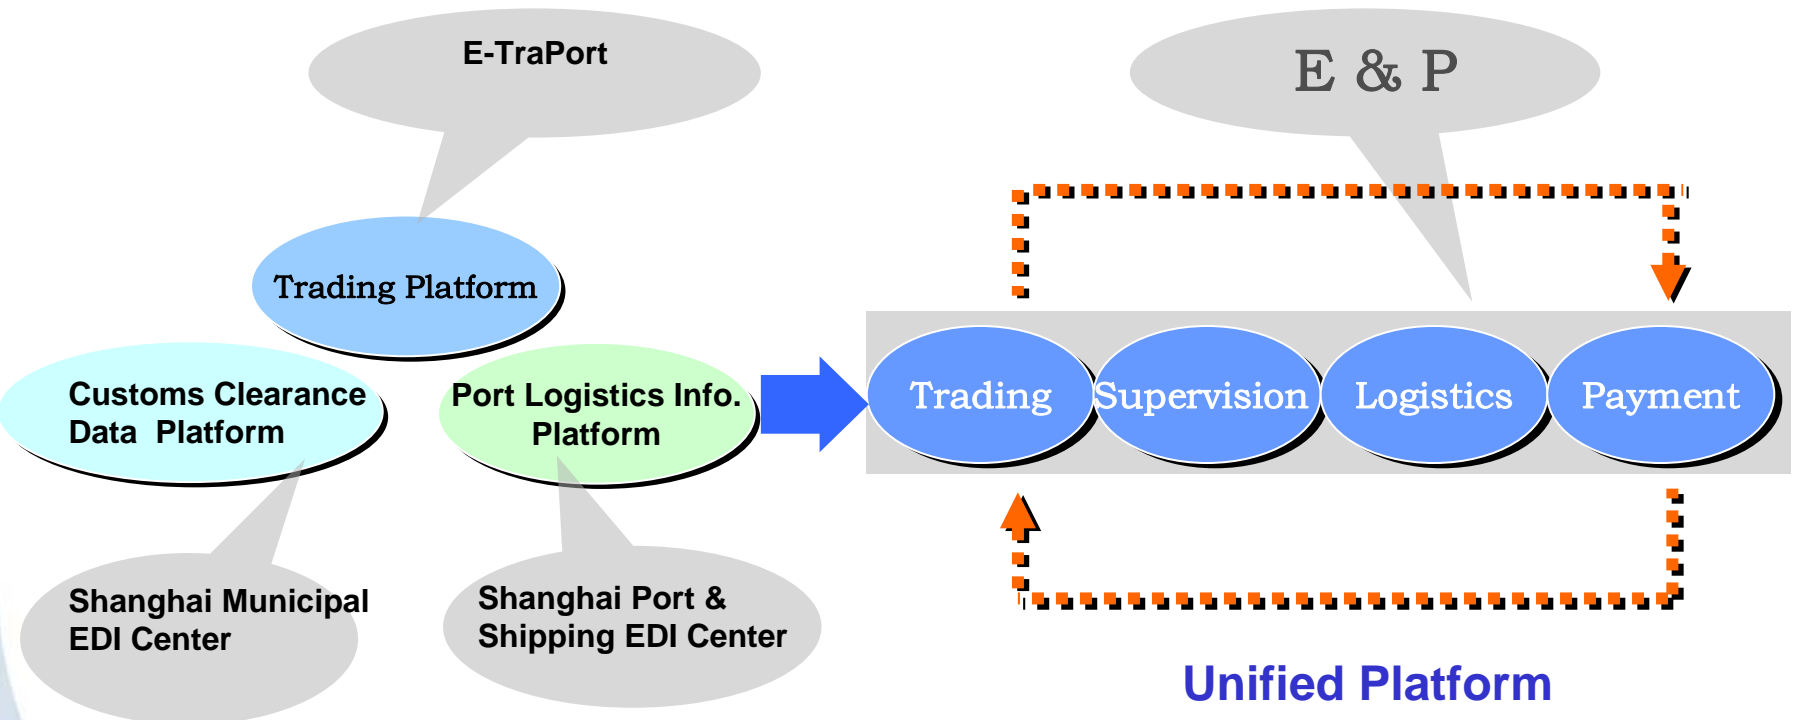 E-TraPort
E & P
Trading Platform
Customs Clearance
Data Platform
Port Logistics Info.
Platform
Trading
Supervision
Logistics
Payment
Shanghai Municipal
EDI Center
Shanghai Port &
Shipping EDI Center
Unified Platform